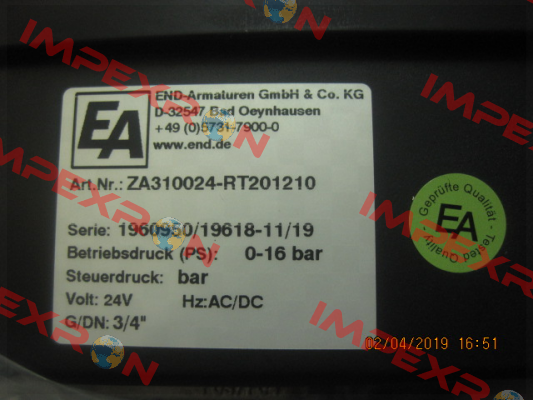 END-Armaturen GmbH & Co. KG
D-32547 Bad Oeynhausen
+49 (0)5731-7900-0
www.end.de
EA
Art.Nr.: ZA310024-RT201210
Serie: 1960950/19618-11/19
Betriebsdruck (PS): 0-16 bar
Steuerdruck: bar
Volt: 24V Hz:AC/DC
G/DN: 3/4"
Geprüfte Qualität - Tested Quality -
EA
02/04/2019 16:51
IMPEXRON
IMPEXRON
IMPEXRON
IMPEXRON
IMPEXRON